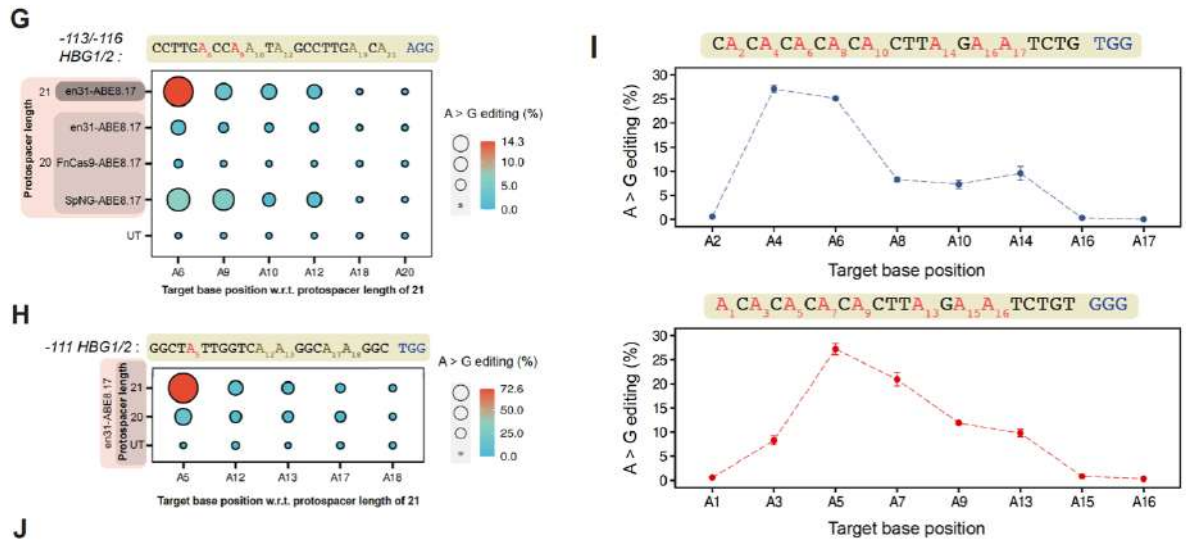 G
-113/-116
HBG1/2 :
CCTTGA₆CCA₉A₁₀TA₁₂GCCTTGA₁₉CA₂₁ AGG
Protospacer length
21
20
en31-ABE8.17
en31-ABE8.17
FnCas9-ABE8.17
SpNG-ABE8.17
UT
A6 A9 A10 A12 A18 A20
Target base position w.r.t. protospacer length of 21
A > G editing (%)
14.3
10.0
5.0
0.0
H
-111 HBG1/2 :
GGCTA₅TTGGTCA₁₂A₁₃GGCA₁₇A₁₈GGC TGG
en31-ABE8.17
Protospacer length
21
20
UT
A5 A12 A13 A17 A18
Target base position w.r.t. protospacer length of 21
A > G editing (%)
72.6
50.0
25.0
0.0
J
I
CA₂CA₄CA₆CA₈CA₁₀CTTA₁₄GA₁₆A₁₇TCTG TGG
A > G editing (%)
30
25
20
15
10
5
0
A2 A4 A6 A8 A10 A14 A16 A17
Target base position
A₁CA₃CA₅CA₇CA₉CTTA₁₃GA₁₅A₁₆TCTGT GGG
A > G editing (%)
30
25
20
15
10
5
0
A1 A3 A5 A7 A9 A13 A15 A16
Target base position